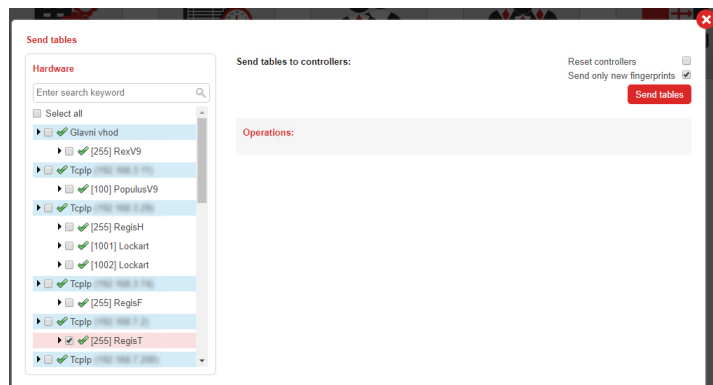 Send tables
Hardware
Enter search keyword
Select all
Glavni vhod
[255] RexV9
TcpIp
[100] PopulusV9
TcpIp
[255] RegisH
[1001] Lockart
[1002] Lockart
TcpIp
[255] RegisF
TcpIp
[255] RegisT
TcpIp
Send tables to controllers:
Reset controllers
Send only new fingerprints
Send tables
Operations: